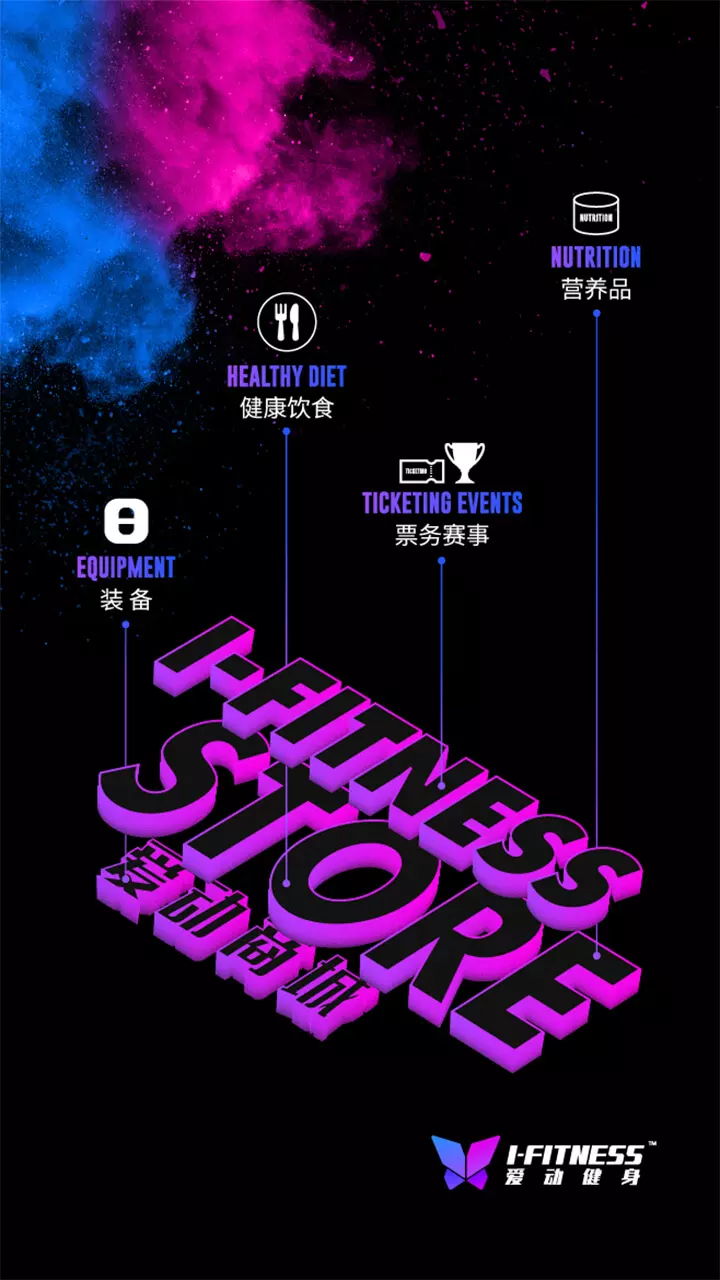 NUTRITION
NUTRITION
营养品
HEALTHY DIET
健康饮食
TICKETING
TICKETING EVENTS
票务赛事
EQUIPMENT
装备
I-FITNESS
STORE
爱动商城
I-FITNESS™
爱动健身